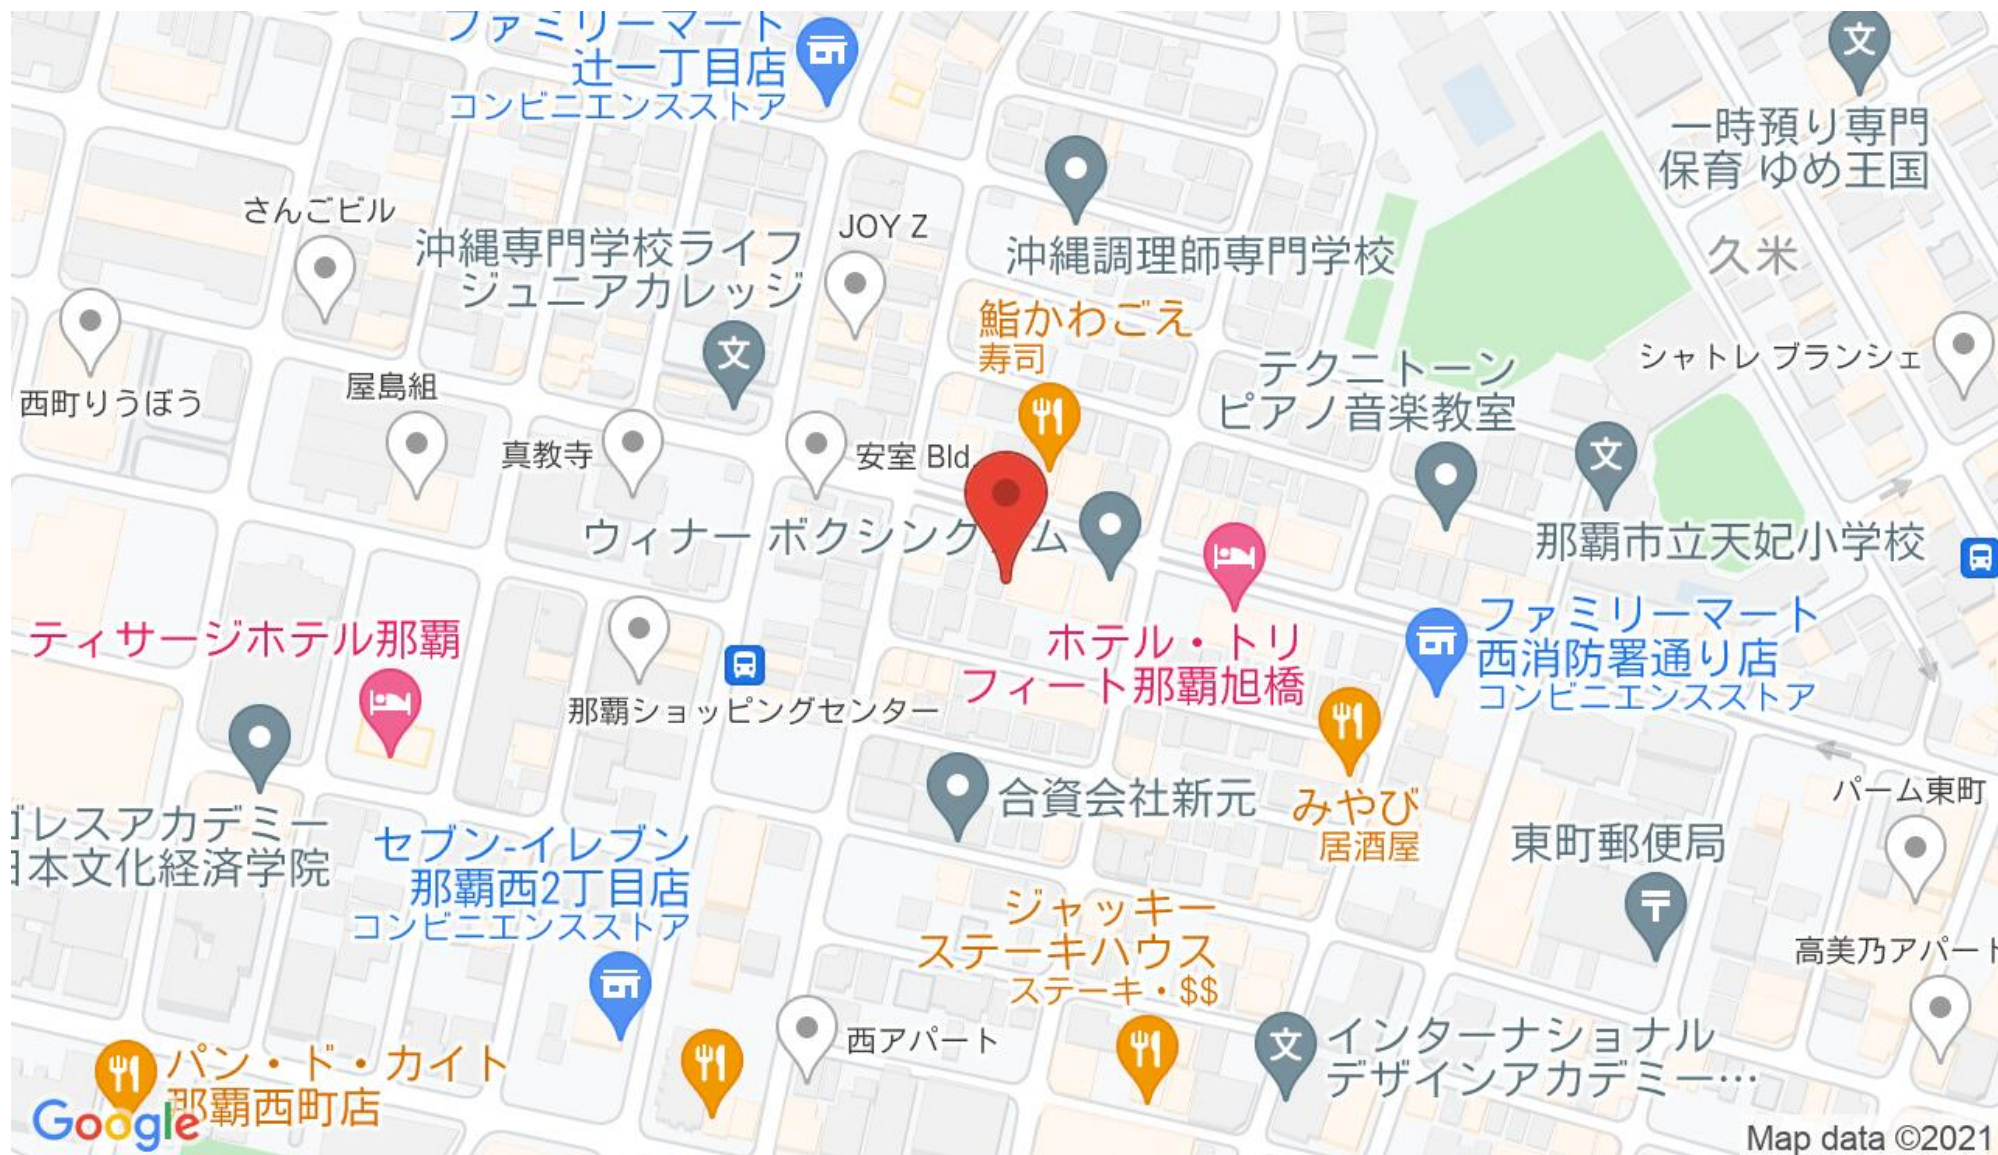 ファミリーマート
辻一丁目店
コンビニエンスストア
一時預り専門
保育 ゆめ王国
さんごビル
沖縄専門学校ライフ
ジュニアカレッジ
JOY Z
沖縄調理師専門学校
久米
鮨かわごえ
寿司
テクニトーン
ピアノ音楽教室
シャトレ ブランシェ
西町りうぼう
屋島組
真教寺
安室 Bld.
ウィナー ボクシング
ム
那覇市立天妃小学校
ティサージホテル那覇
ホテル・トリ
フィート那覇旭橋
ファミリーマート
西消防署通り店
コンビニエンスストア
那覇ショッピングセンター
合資会社新元
みやび
居酒屋
パーム東町
東町郵便局
ゴレスアカデミー
日本文化経済学院
セブン-イレブン
那覇西2丁目店
コンビニエンスストア
ジャッキー
ステーキハウス
ステーキ・$$
高美乃アパート
西アパート
インターナショナル
デザインアカデミー…
パン・ド・カイト
那覇西町店
Google
Map data ©2021